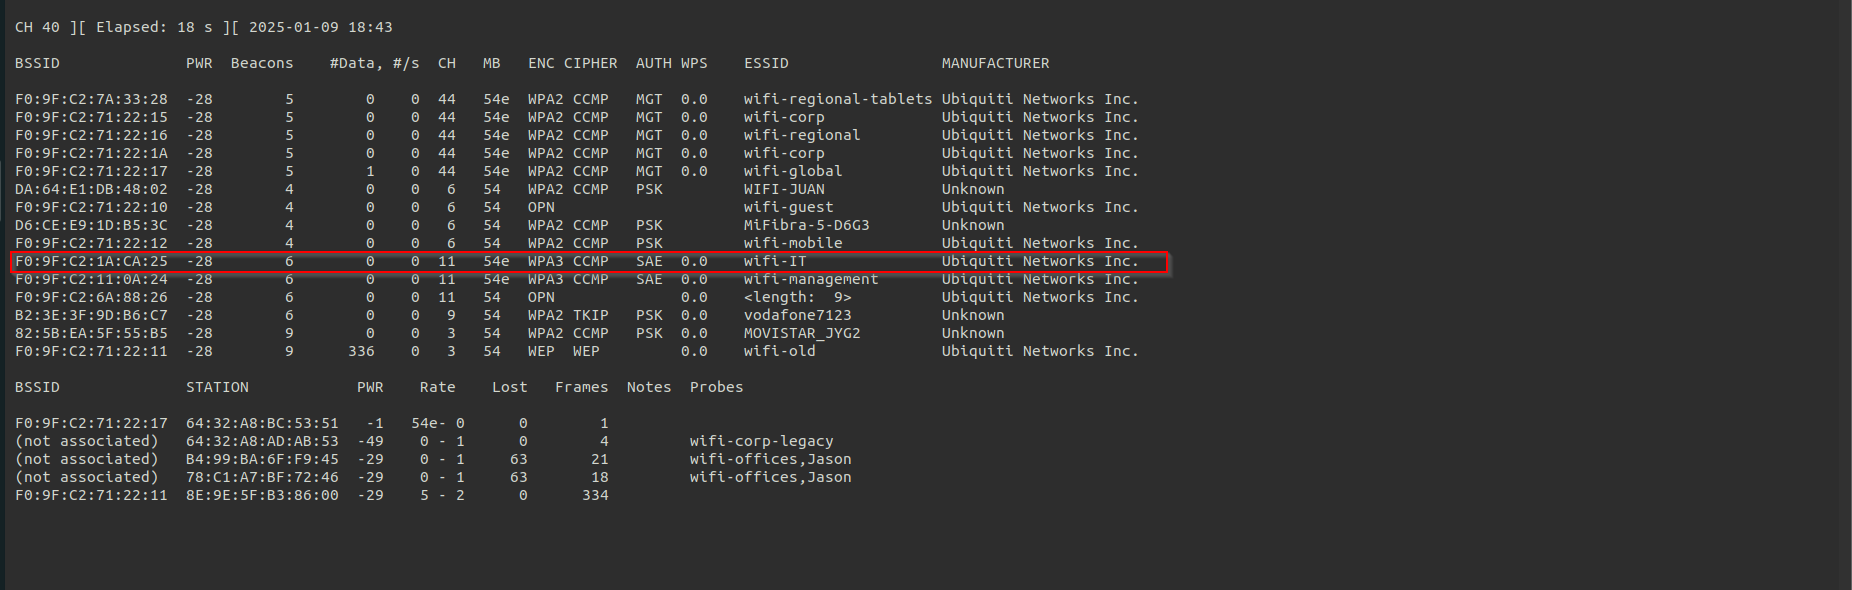 CH 40 ][ Elapsed: 18 s ][ 2025-01-09 18:43
BSSID PWR Beacons #Data, #/s CH MB ENC CIPHER AUTH WPS ESSID MANUFACTURER
F0:9F:C2:7A:33:28 -28 5 0 0 44 54e WPA2 CCMP MGT 0.0 wifi-regional-tablets Ubiquiti Networks Inc.
F0:9F:C2:71:22:15 -28 5 0 0 44 54e WPA2 CCMP MGT 0.0 wifi-corp Ubiquiti Networks Inc.
F0:9F:C2:71:22:16 -28 5 0 0 44 54e WPA2 CCMP MGT 0.0 wifi-regional Ubiquiti Networks Inc.
F0:9F:C2:71:22:1A -28 5 0 0 44 54e WPA2 CCMP MGT 0.0 wifi-corp Ubiquiti Networks Inc.
F0:9F:C2:71:22:17 -28 5 1 0 44 54e WPA2 CCMP MGT 0.0 wifi-global Ubiquiti Networks Inc.
DA:64:E1:DB:48:02 -28 4 0 0 6 54 WPA2 CCMP PSK WIFI-JUAN Unknown
F0:9F:C2:71:22:10 -28 4 0 0 6 54 OPN wifi-guest Ubiquiti Networks Inc.
D6:CE:E9:1D:B5:3C -28 4 0 0 6 54 WPA2 CCMP PSK MiFibra-5-D6G3 Unknown
F0:9F:C2:71:22:12 -28 4 0 0 6 54 WPA2 CCMP PSK wifi-mobile Ubiquiti Networks Inc.
F0:9F:C2:1A:CA:25 -28 6 0 0 11 54e WPA3 CCMP SAE 0.0 wifi-IT Ubiquiti Networks Inc.
F0:9F:C2:11:0A:24 -28 6 0 0 11 54e WPA3 CCMP SAE 0.0 wifi-management Ubiquiti Networks Inc.
F0:9F:C2:6A:88:26 -28 6 0 0 11 54 OPN 0.0 <length: 9> Ubiquiti Networks Inc.
B2:3E:3F:9D:B6:C7 -28 6 0 0 9 54 WPA2 TKIP PSK 0.0 vodafone7123 Unknown
82:5B:EA:5F:55:B5 -28 9 0 0 3 54 WPA2 CCMP PSK 0.0 MOVISTAR_JYG2 Unknown
F0:9F:C2:71:22:11 -28 9 336 0 3 54 WEP WEP 0.0 wifi-old Ubiquiti Networks Inc.
BSSID STATION PWR Rate Lost Frames Notes Probes
F0:9F:C2:71:22:17 64:32:A8:BC:53:51 -1 54e- 0 0 1
(not associated) 64:32:A8:AD:AB:53 -49 0 - 1 0 4 wifi-corp-legacy
(not associated) B4:99:BA:6F:F9:45 -29 0 - 1 63 21 wifi-offices,Jason
(not associated) 78:C1:A7:BF:72:46 -29 0 - 1 63 18 wifi-offices,Jason
F0:9F:C2:71:22:11 8E:9E:5F:B3:86:00 -29 5 - 2 0 334